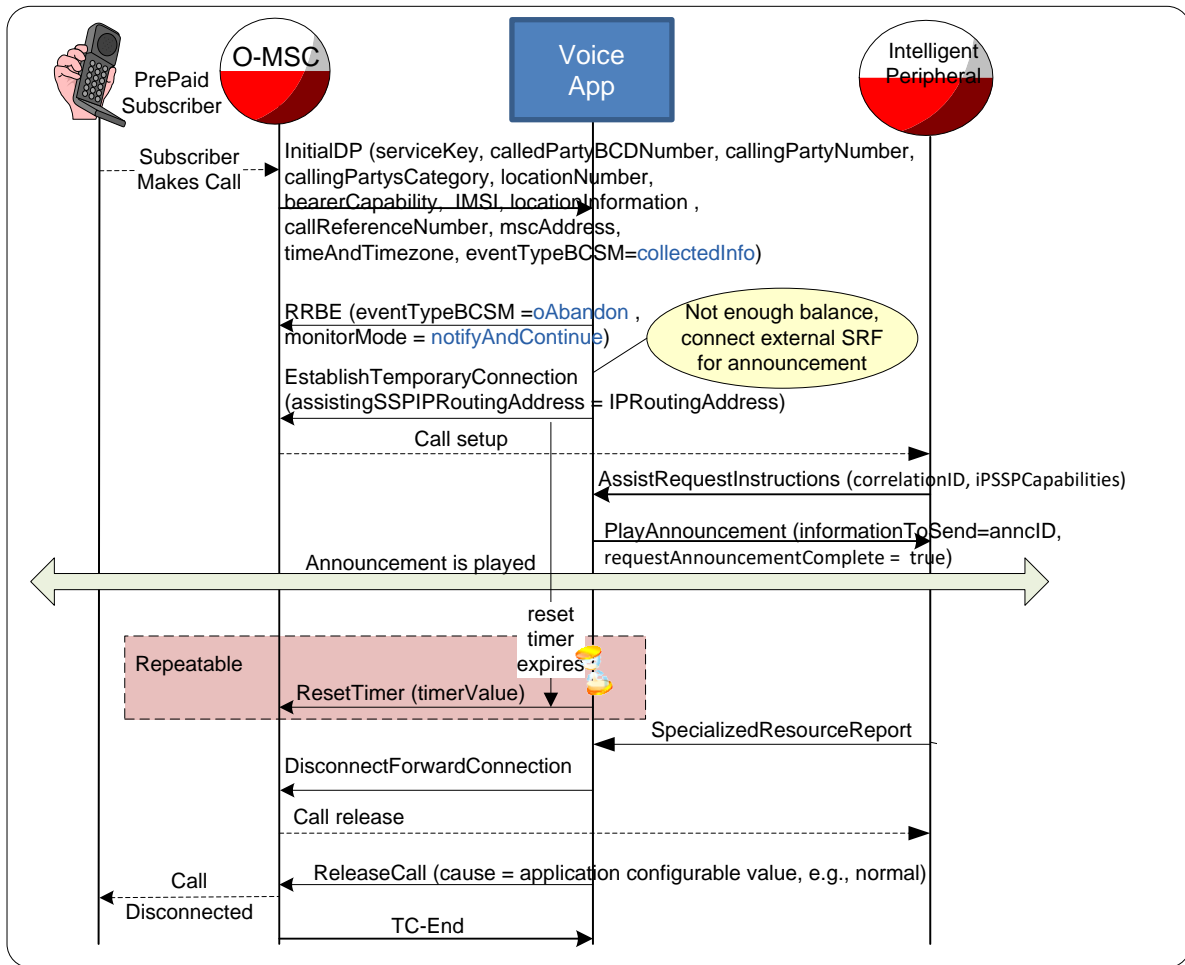 PrePaid
Subscriber
O-MSC
Voice
App
Intelligent
Peripheral
Subscriber
Makes Call
InitialDP (serviceKey, calledPartyBCDNumber, callingPartyNumber,
callingPartysCategory, locationNumber,
bearerCapability, IMSI, locationInformation ,
callReferenceNumber, mscAddress,
timeAndTimezone, eventTypeBCSM=collectedInfo)
RRBE (eventTypeBCSM =oAbandon ,
monitorMode = notifyAndContinue)
Not enough balance,
connect external SRF
for announcement
EstablishTemporaryConnection
(assistingSSPIPRoutingAddress = IPRoutingAddress)
Call setup
AssistRequestInstructions (correlationID, iPSSPCapabilities)
PlayAnnouncement (informationToSend=anncID,
requestAnnouncementComplete = true)
Announcement is played
reset
timer
expires
Repeatable
ResetTimer (timerValue)
SpecializedResourceReport
DisconnectForwardConnection
Call release
ReleaseCall (cause = application configurable value, e.g., normal)
Call
Disconnected
TC-End